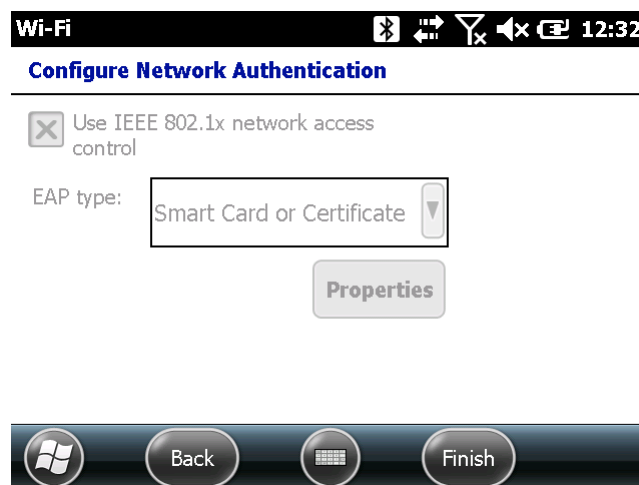 Wi-Fi 12:32
Configure Network Authentication
Use IEEE 802.1x network access
control
EAP type:
Smart Card or Certificate
Properties
Back
Finish